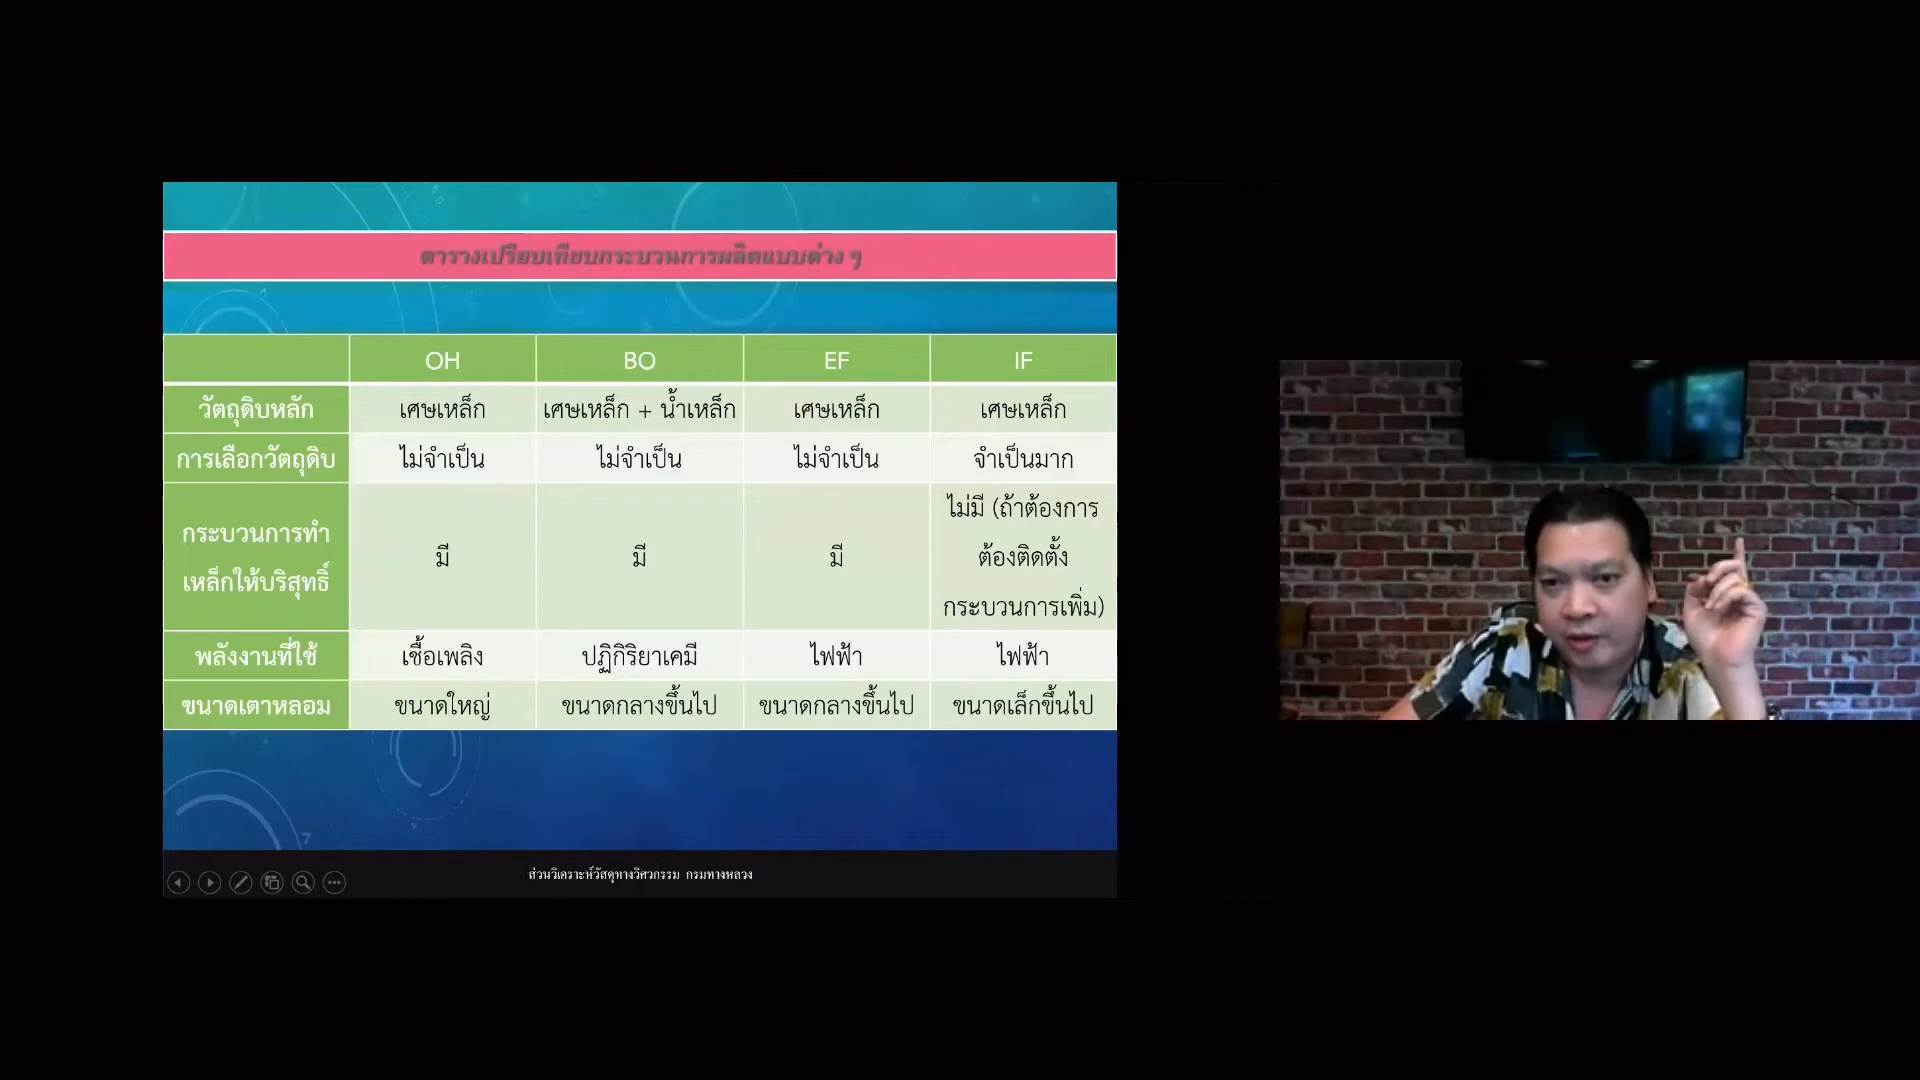 ตารางเปรียบเทียบกระบวนการผลิตแบบต่าง ๆ
OH BO EF IF
วัตถุดิบหลัก เศษเหล็ก เศษเหล็ก + น้ำเหล็ก เศษเหล็ก เศษเหล็ก
การเลือกวัตถุดิบ ไม่จำเป็น ไม่จำเป็น ไม่จำเป็น จำเป็นมาก
กระบวนการทำ
เหล็กให้บริสุทธิ์
มี มี มี
ไม่มี (ถ้าต้องการ
ต้องติดตั้ง
กระบวนการเพิ่ม)
พลังงานที่ใช้ เชื้อเพลิง ปฏิกิริยาเคมี ไฟฟ้า ไฟฟ้า
ขนาดเตาหลอม ขนาดใหญ่ ขนาดกลางขึ้นไป ขนาดกลางขึ้นไป ขนาดเล็กขึ้นไป
ส่วนวิเคราะห์วัสดุทางวิศวกรรม กรมทางหลวง